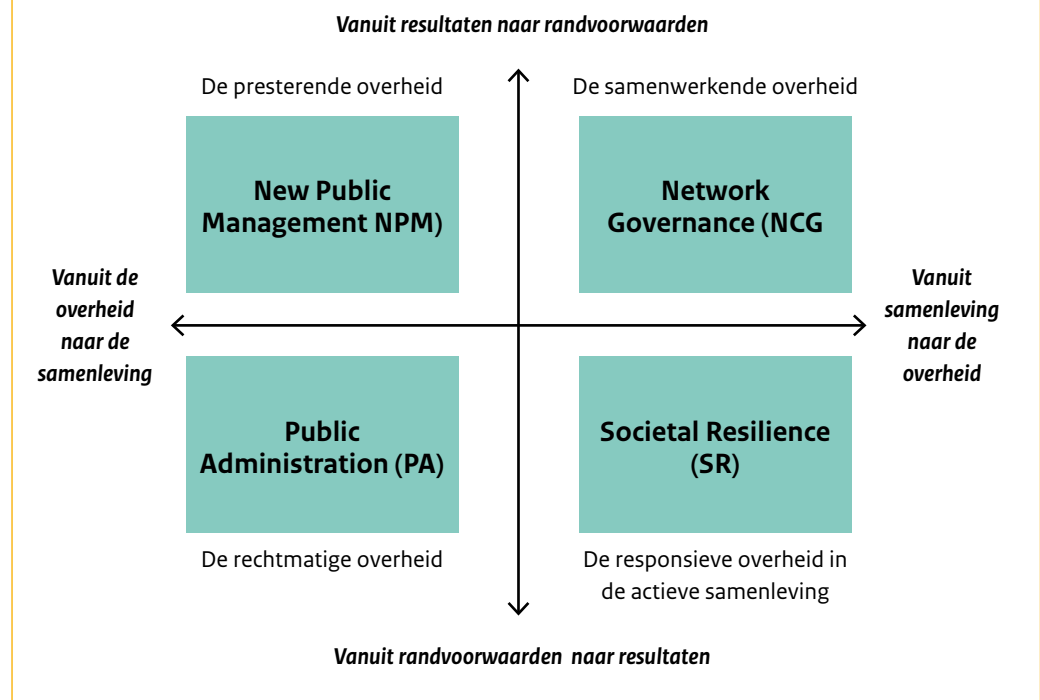 Vanuit resultaten naar randvoorwaarden
De presterende overheid
De samenwerkende overheid
New Public
Management NPM)
Network
Governance (NCG
Vanuit de
overheid
naar de
samenleving
Vanuit
samenleving
naar de
overheid
Public
Administration (PA)
Societal Resilience
(SR)
De rechtmatige overheid
De responsieve overheid in
de actieve samenleving
Vanuit randvoorwaarden naar resultaten